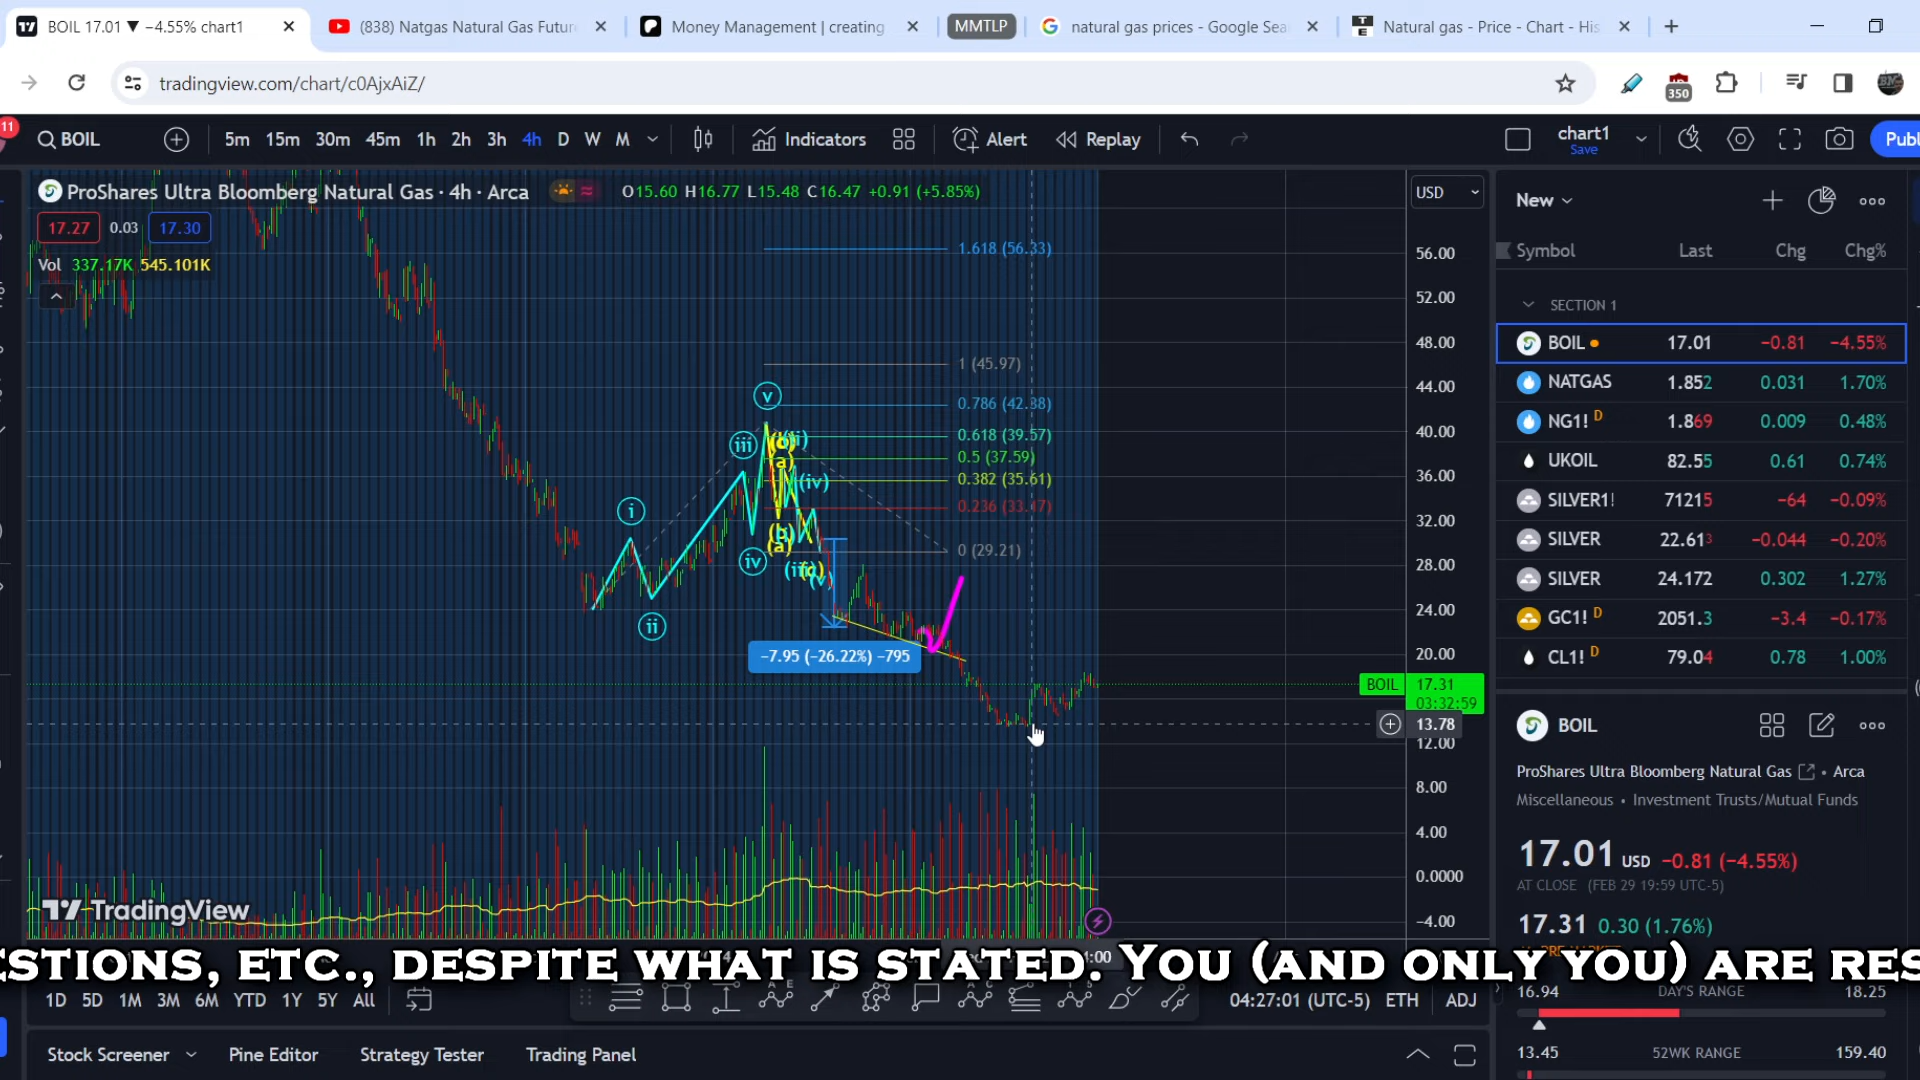 BOIL 17.01 ▼ −4.55% chart1
(838) Natgas Natural Gas Futur
Money Management | creating
MMTLP
natural gas prices - Google Sea
Natural gas - Price - Chart - His
tradingview.com/chart/c0AjxAiZ/
350
11
BOIL
5m 15m 30m 45m 1h 2h 3h 4h D W M
Indicators
Alert
Replay
chart1
Save
Publ
ProShares Ultra Bloomberg Natural Gas · 4h · Arca
O15.60 H16.77 L15.48 C16.47 +0.91 (+5.85%)
17.27 0.03 17.30
Vol 337.17K 545.101K
USD
1.618 (56.33)
1 (45.97)
0.786 (42.38)
0.618 (39.57)
0.5 (37.59)
0.382 (35.61)
0.236 (33.17)
0 (29.21)
i
ii
iii
iv
v
(a)
(iv)
−7.95 (−26.22%) −795
56.00
52.00
48.00
44.00
40.00
36.00
32.00
28.00
24.00
20.00
BOIL 17.31
03:32:59
13.78
12.00
8.00
4.00
0.0000
−4.00
TradingView
New
Symbol Last Chg Chg%
SECTION 1
BOIL 17.01 −0.81 −4.55%
NATGAS 1.852 0.031 1.70%
NG1! D 1.869 0.009 0.48%
UKOIL 82.55 0.61 0.74%
SILVER1! 71215 −64 −0.09%
SILVER 22.613 −0.044 −0.20%
SILVER 24.172 0.302 1.27%
GC1! D 2051.3 −3.4 −0.17%
CL1! D 79.04 0.78 1.00%
BOIL
ProShares Ultra Bloomberg Natural Gas • Arca
Miscellaneous • Investment Trusts/Mutual Funds
17.01 USD −0.81 (−4.55%)
AT CLOSE (FEB 29 19:59 UTC-5)
17.31 0.30 (1.76%)
ESTIONS, ETC., DESPITE WHAT IS STATED. YOU (AND ONLY YOU) ARE RES
16.94 DAY'S RANGE 18.25
13.45 52WK RANGE 159.40
1D 5D 1M 3M 6M YTD 1Y 5Y All
04:27:01 (UTC-5) ETH ADJ
Stock Screener
Pine Editor
Strategy Tester
Trading Panel